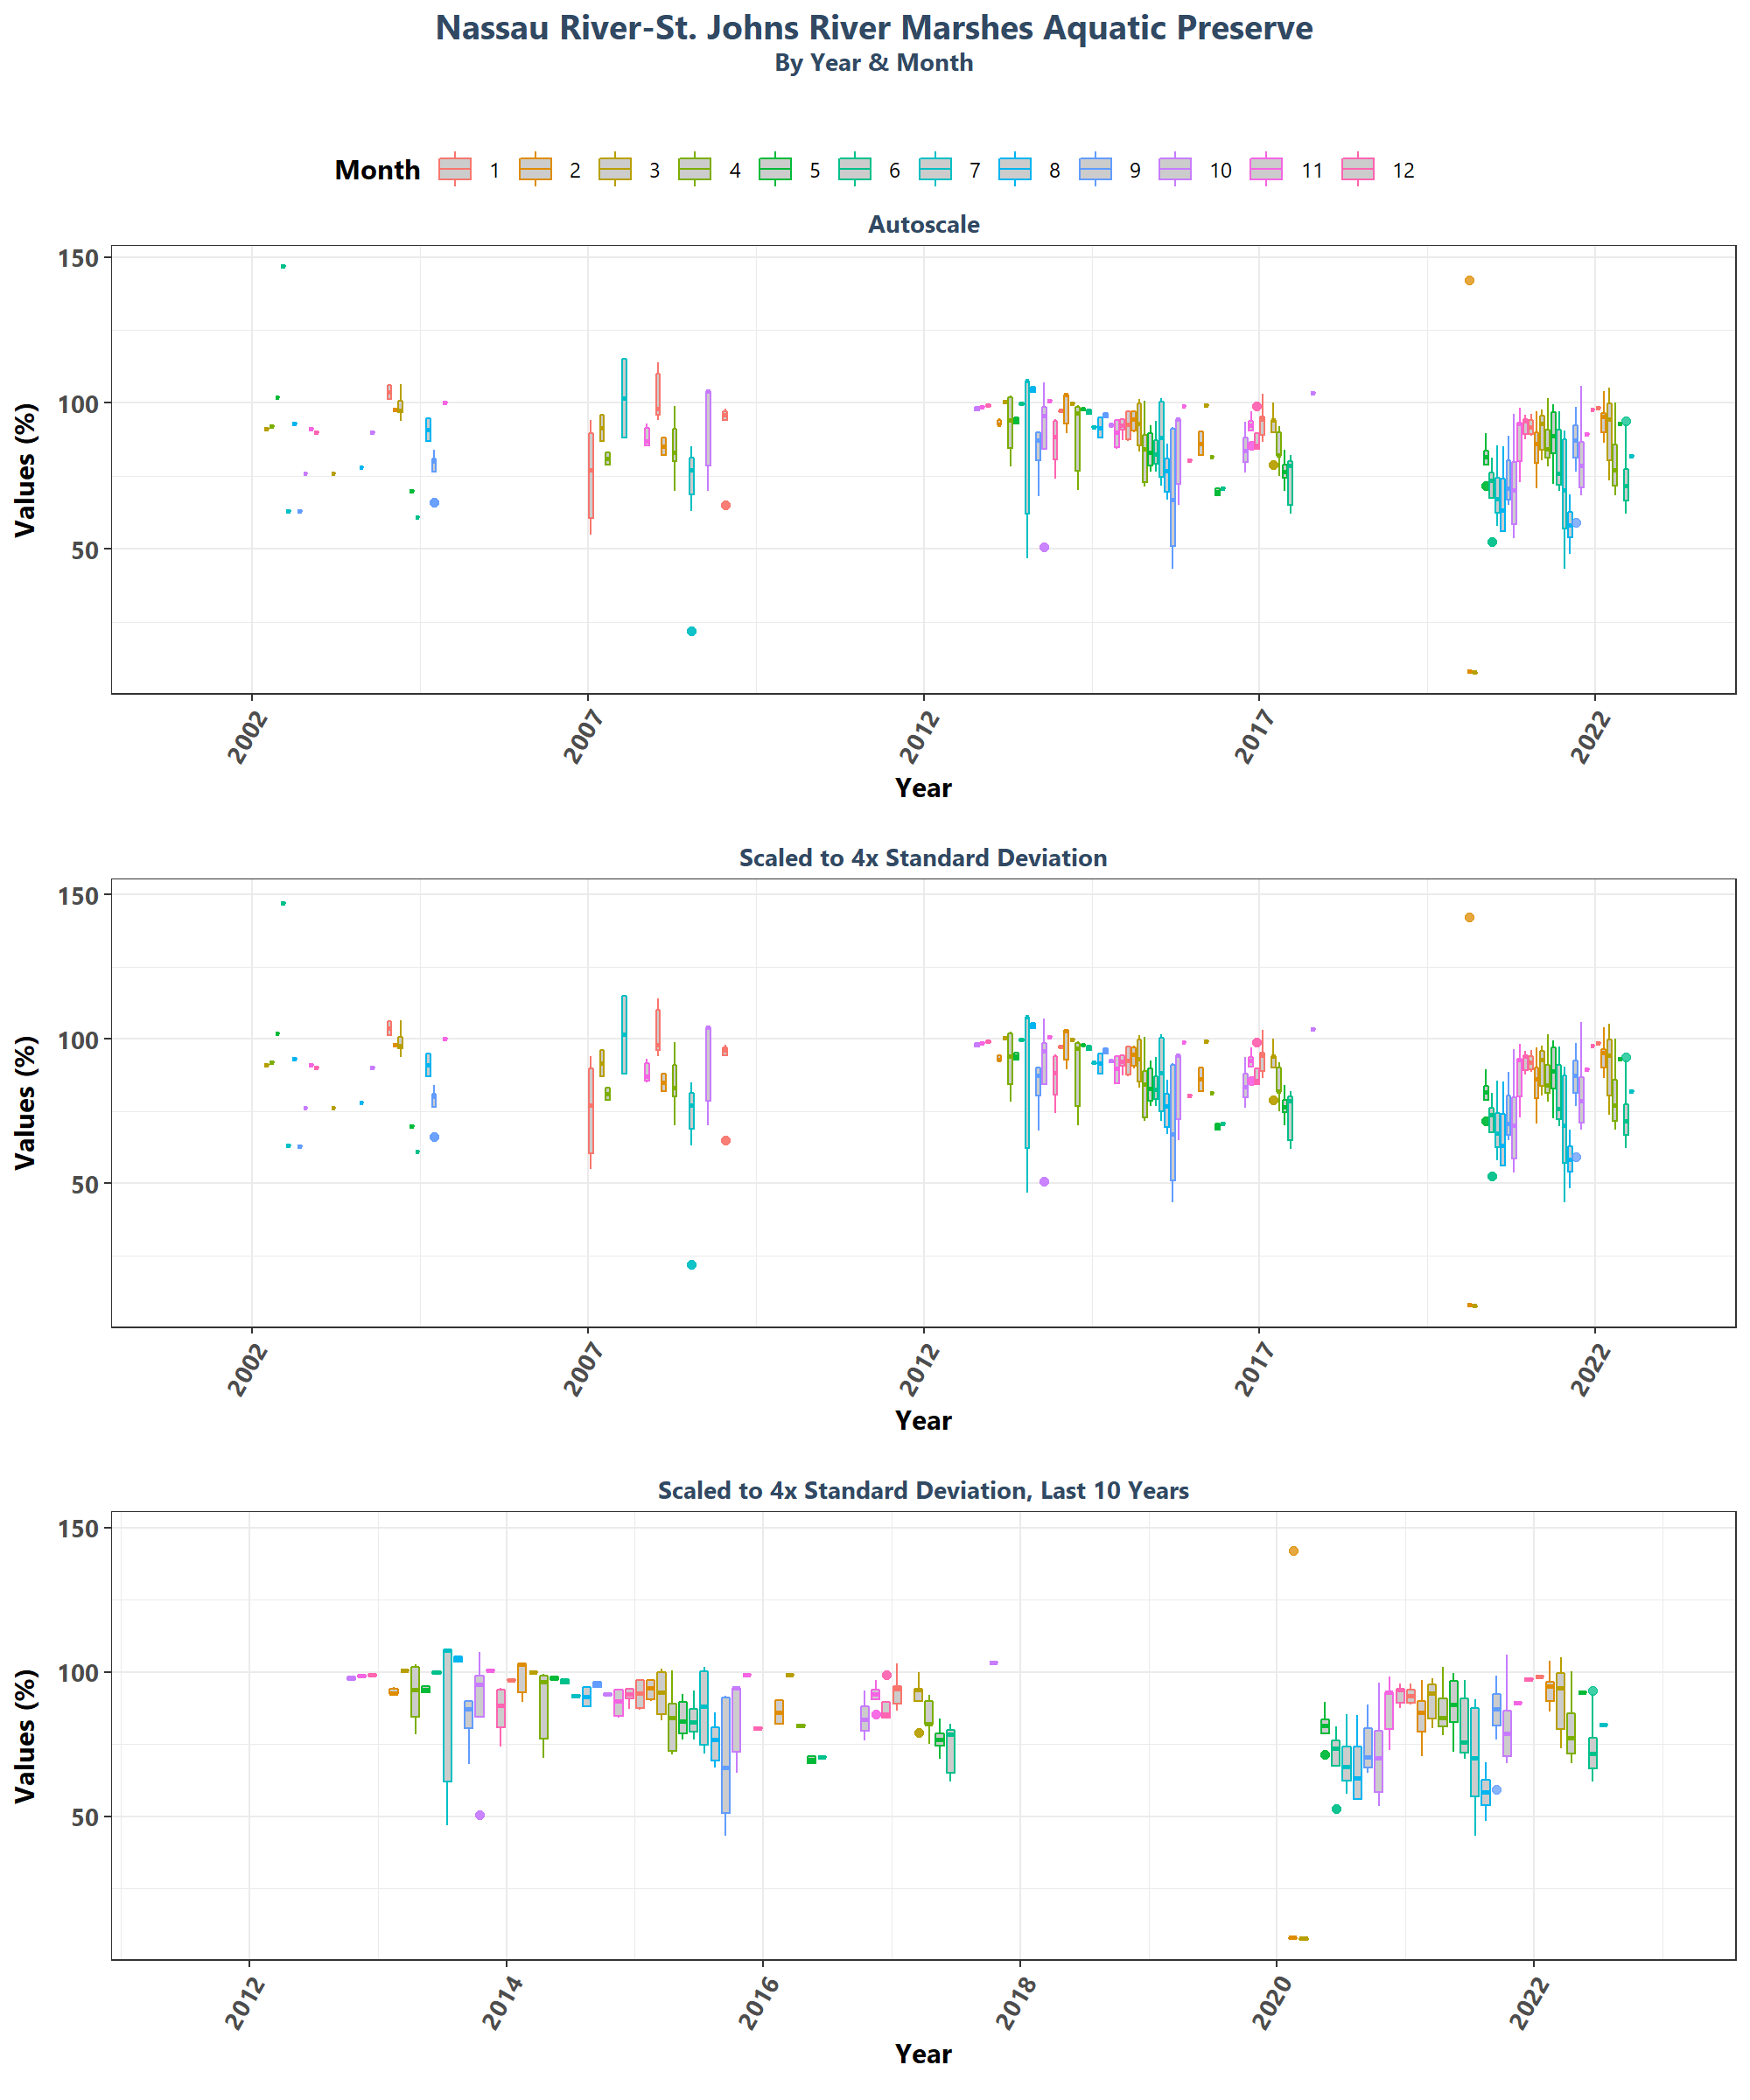 Nassau River-St. Johns River Marshes Aquatic Preserve
By Year & Month
Month 1 2 3 4 5 6 7 8 9 10 11 12
Autoscale
Values (%)
150
100
50
2002 2007 2012 2017 2022
Year
Scaled to 4x Standard Deviation
Values (%)
150
100
50
2002 2007 2012 2017 2022
Year
Scaled to 4x Standard Deviation, Last 10 Years
Values (%)
150
100
50
2012 2014 2016 2018 2020 2022
Year